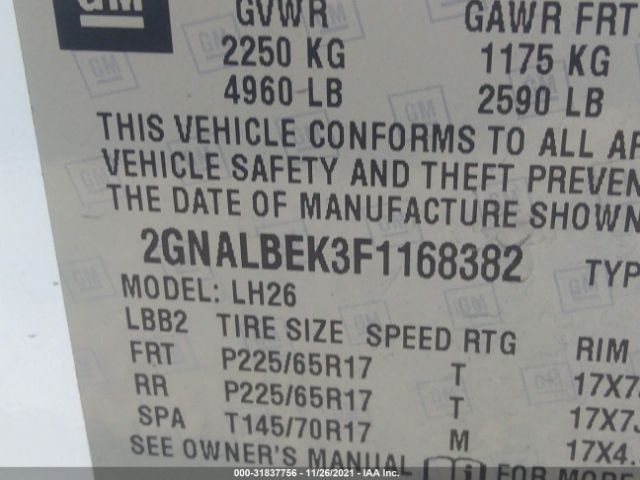 GM
GVWR GAWR FRT
2250 KG 1175 KG
4960 LB 2590 LB
THIS VEHICLE CONFORMS TO ALL
VEHICLE SAFETY AND THEFT PREVEN
THE DATE OF MANUFACTURE SHOWN
2GNALBEK3F1168382 TYP
MODEL: LH26
LBB2 TIRE SIZE SPEED RTG RIM
FRT P225/65R17 T 17X7
RR P225/65R17 T 17X7J
SPA T145/70R17 M 17X4.
SEE OWNER'S MANUAL i FOR MORE
000-31837756 - 11/26/2021 - IAA Inc.